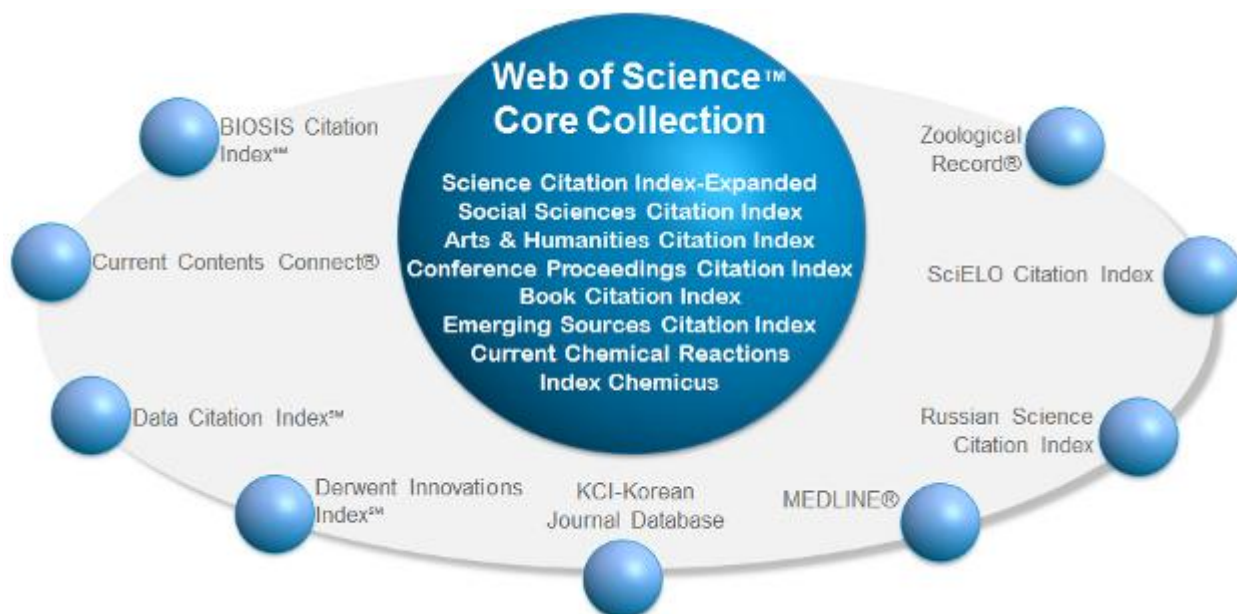 Web of Science™
Core Collection
Science Citation Index-Expanded
Social Sciences Citation Index
Arts & Humanities Citation Index
Conference Proceedings Citation Index
Book Citation Index
Emerging Sources Citation Index
Current Chemical Reactions
Index Chemicus
BIOSIS Citation
Index℠
Current Contents Connect®
Data Citation Index℠
Derwent Innovations
Index℠
KCI-Korean
Journal Database
MEDLINE®
Russian Science
Citation Index
SciELO Citation Index
Zoological
Record®